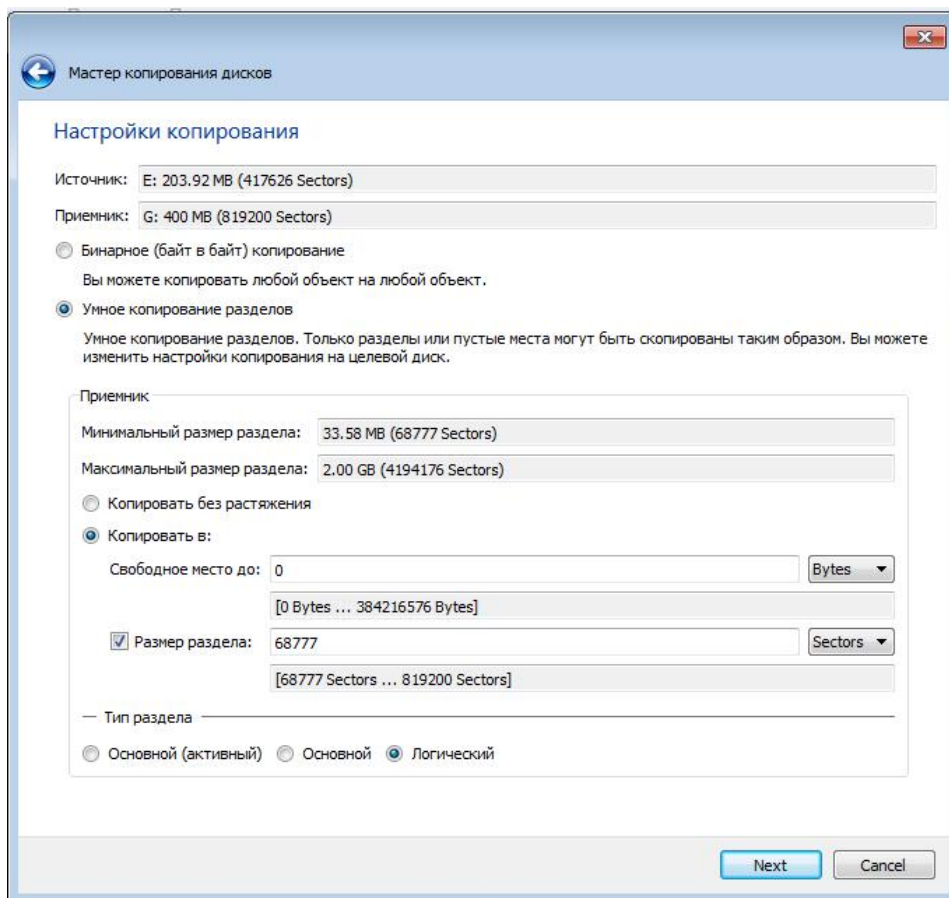 Мастер копирования дисков
Настройки копирования
Источник: E: 203.92 MB (417626 Sectors)
Приемник: G: 400 MB (819200 Sectors)
Бинарное (байт в байт) копирование
Вы можете копировать любой объект на любой объект.
Умное копирование разделов
Умное копирование разделов. Только разделы или пустые места могут быть скопированы таким образом. Вы можете
изменить настройки копирования на целевой диск.
Приемник
Минимальный размер раздела: 33.58 MB (68777 Sectors)
Максимальный размер раздела: 2.00 GB (4194176 Sectors)
Копировать без растяжения
Копировать в:
Свободное место до: 0 Bytes
[0 Bytes ... 384216576 Bytes]
Размер раздела: 68777 Sectors
[68777 Sectors ... 819200 Sectors]
Тип раздела
Основной (активный) Основной Логический
Next Cancel